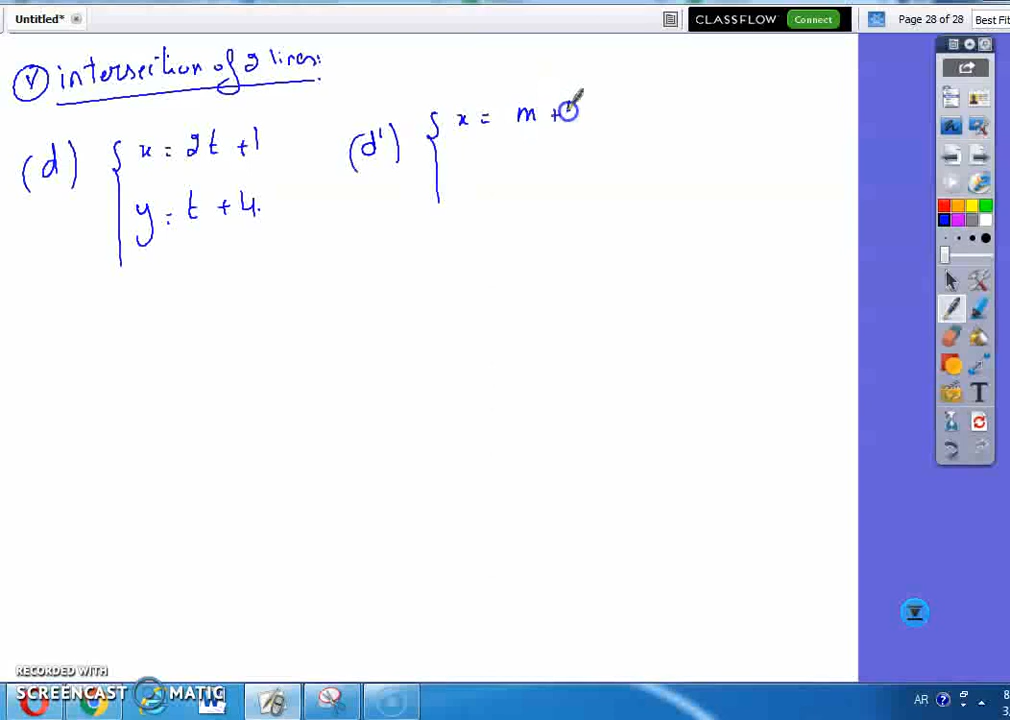 Untitled*
CLASSFLOW Connect
Page 28 of 28
Best Fit
V intersection of 2 lines:
(d) { x = 2t + 1
y = t + 4.
(d') { x = m +
T
RECORDED WITH
SCREENCAST MATIC
W
AR